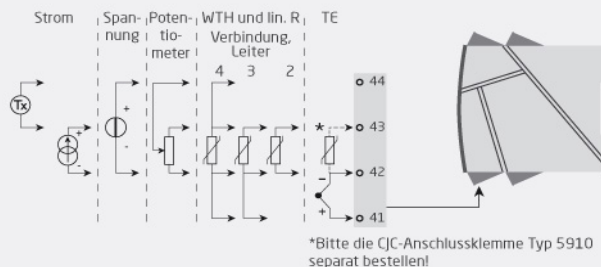 Strom
Span-
nung
Poten-
tio-
meter
WTH und lin. R
Verbindung,
Leiter
4 3 2
TE
Tx
+
-
+
-
*
–
+
44
43
42
41
*Bitte die CJC-Anschlussklemme Typ 5910
separat bestellen!